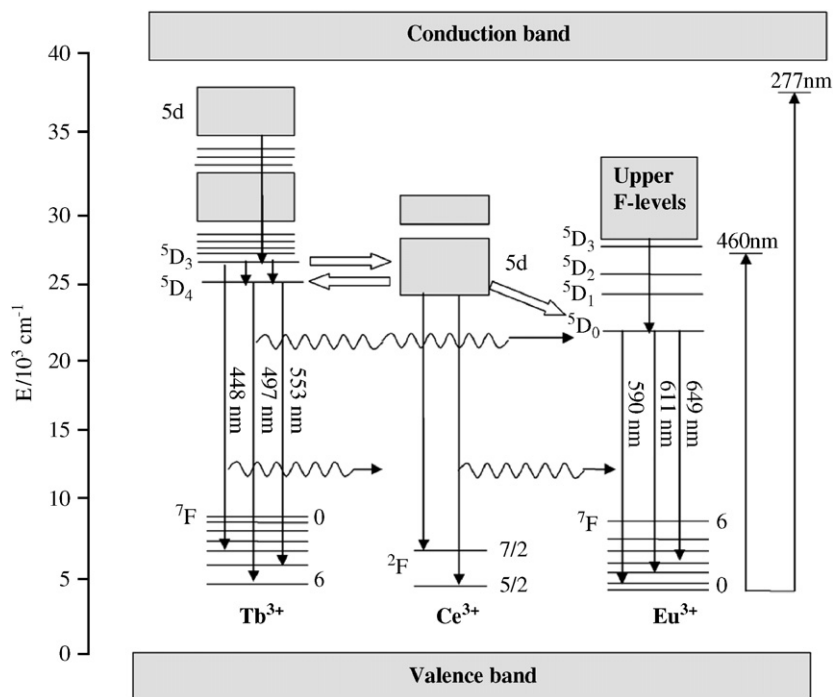 Conduction band
40
277nm
5d
35
Upper
F-levels
30
⁵D₃
460nm
⁵D₃
5d
⁵D₂
25
⁵D₄
⁵D₁
⁵D₀
E/10³ cm⁻¹
20
448 nm
497 nm
553 nm
590 nm
611 nm
649 nm
15
10
⁷F
0
⁷F
6
7/2
²F
5
6
5/2
0
Tb³⁺
Ce³⁺
Eu³⁺
0
Valence band